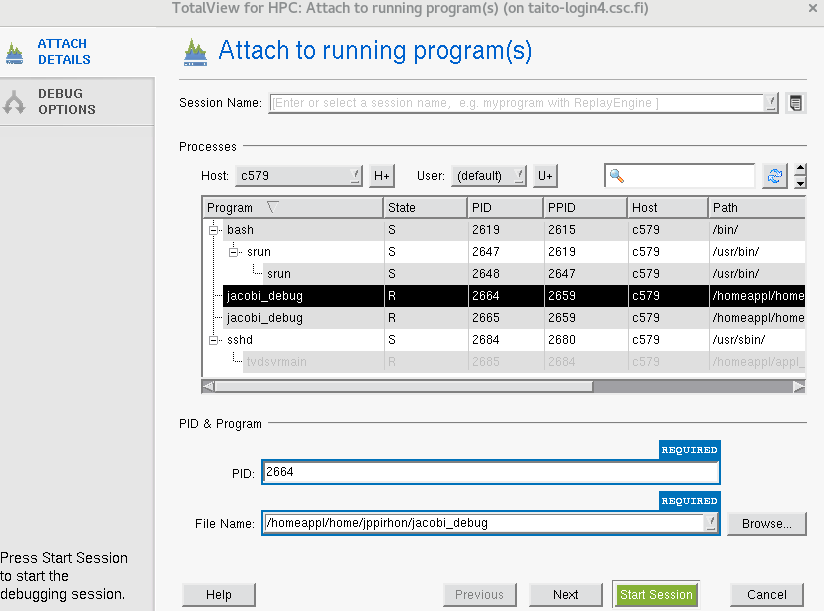 TotalView for HPC: Attach to running program(s) (on taito-login4.csc.fi)
ATTACH
DETAILS
DEBUG
OPTIONS
Attach to running program(s)
Session Name: [Enter or select a session name, e.g. myprogram with ReplayEngine ]
Processes
Host: c579 H+ User: (default) U+
Program State PID PPID Host Path
bash S 2619 2615 c579 /bin/
srun S 2647 2619 c579 /usr/bin/
srun S 2648 2647 c579 /usr/bin/
jacobi_debug R 2664 2659 c579 /homeappl/home
jacobi_debug R 2665 2659 c579 /homeappl/home
sshd S 2684 2680 c579 /usr/sbin/
tvdsvrmain R 2685 2684 c579 /homeappl/appl_
PID & Program
REQUIRED
PID: 2664
REQUIRED
File Name: /homeappl/home/jppirhon/jacobi_debug Browse...
Press Start Session
to start the
debugging session.
Help Previous Next Start Session Cancel